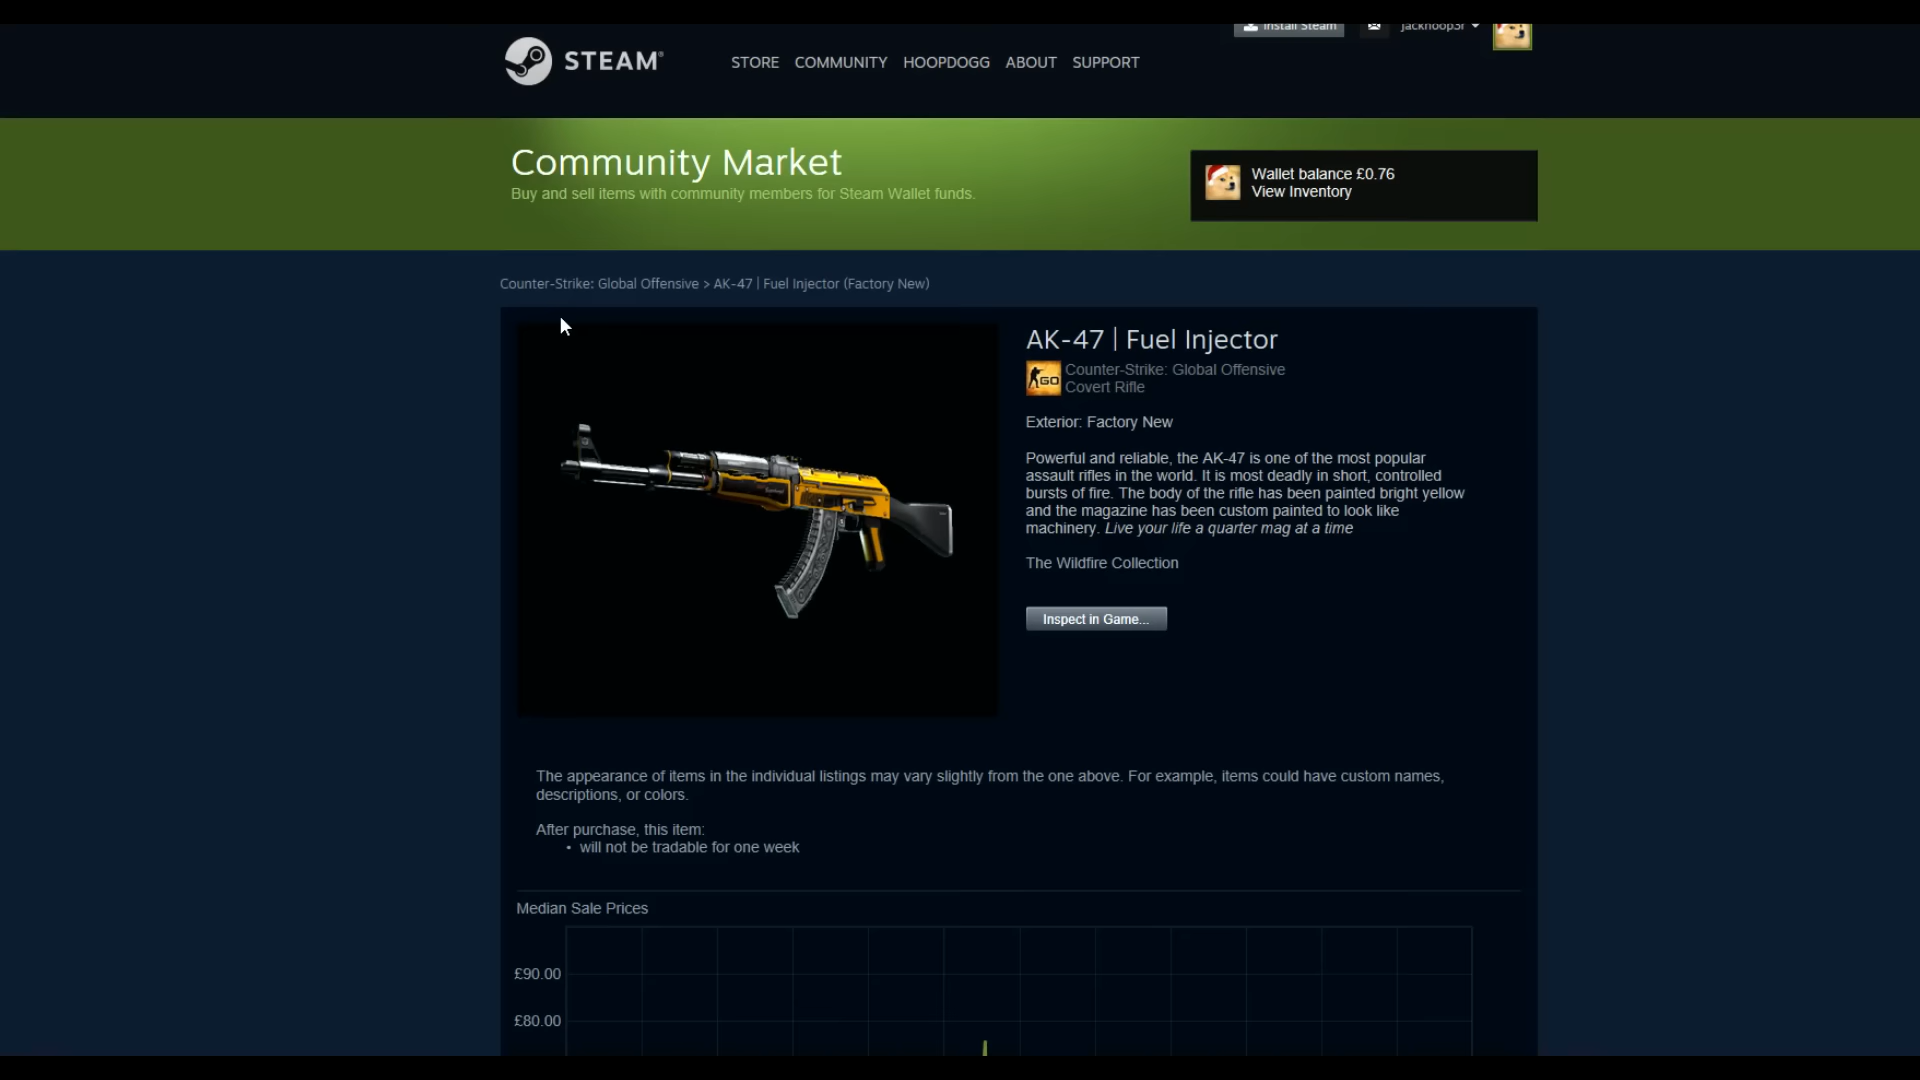 Install Steam
jackhoop3r
STEAM®
STORE COMMUNITY HOOPDOGG ABOUT SUPPORT
Community Market
Buy and sell items with community members for Steam Wallet funds.
Wallet balance £0.76
View Inventory
Counter-Strike: Global Offensive > AK-47 | Fuel Injector (Factory New)
AK-47 | Fuel Injector
GO
Counter-Strike: Global Offensive
Covert Rifle
Exterior: Factory New
Powerful and reliable, the AK-47 is one of the most popular
assault rifles in the world. It is most deadly in short, controlled
bursts of fire. The body of the rifle has been painted bright yellow
and the magazine has been custom painted to look like
machinery. Live your life a quarter mag at a time
The Wildfire Collection
Inspect in Game...
The appearance of items in the individual listings may vary slightly from the one above. For example, items could have custom names,
descriptions, or colors.
After purchase, this item:
• will not be tradable for one week
Median Sale Prices
£90.00
£80.00